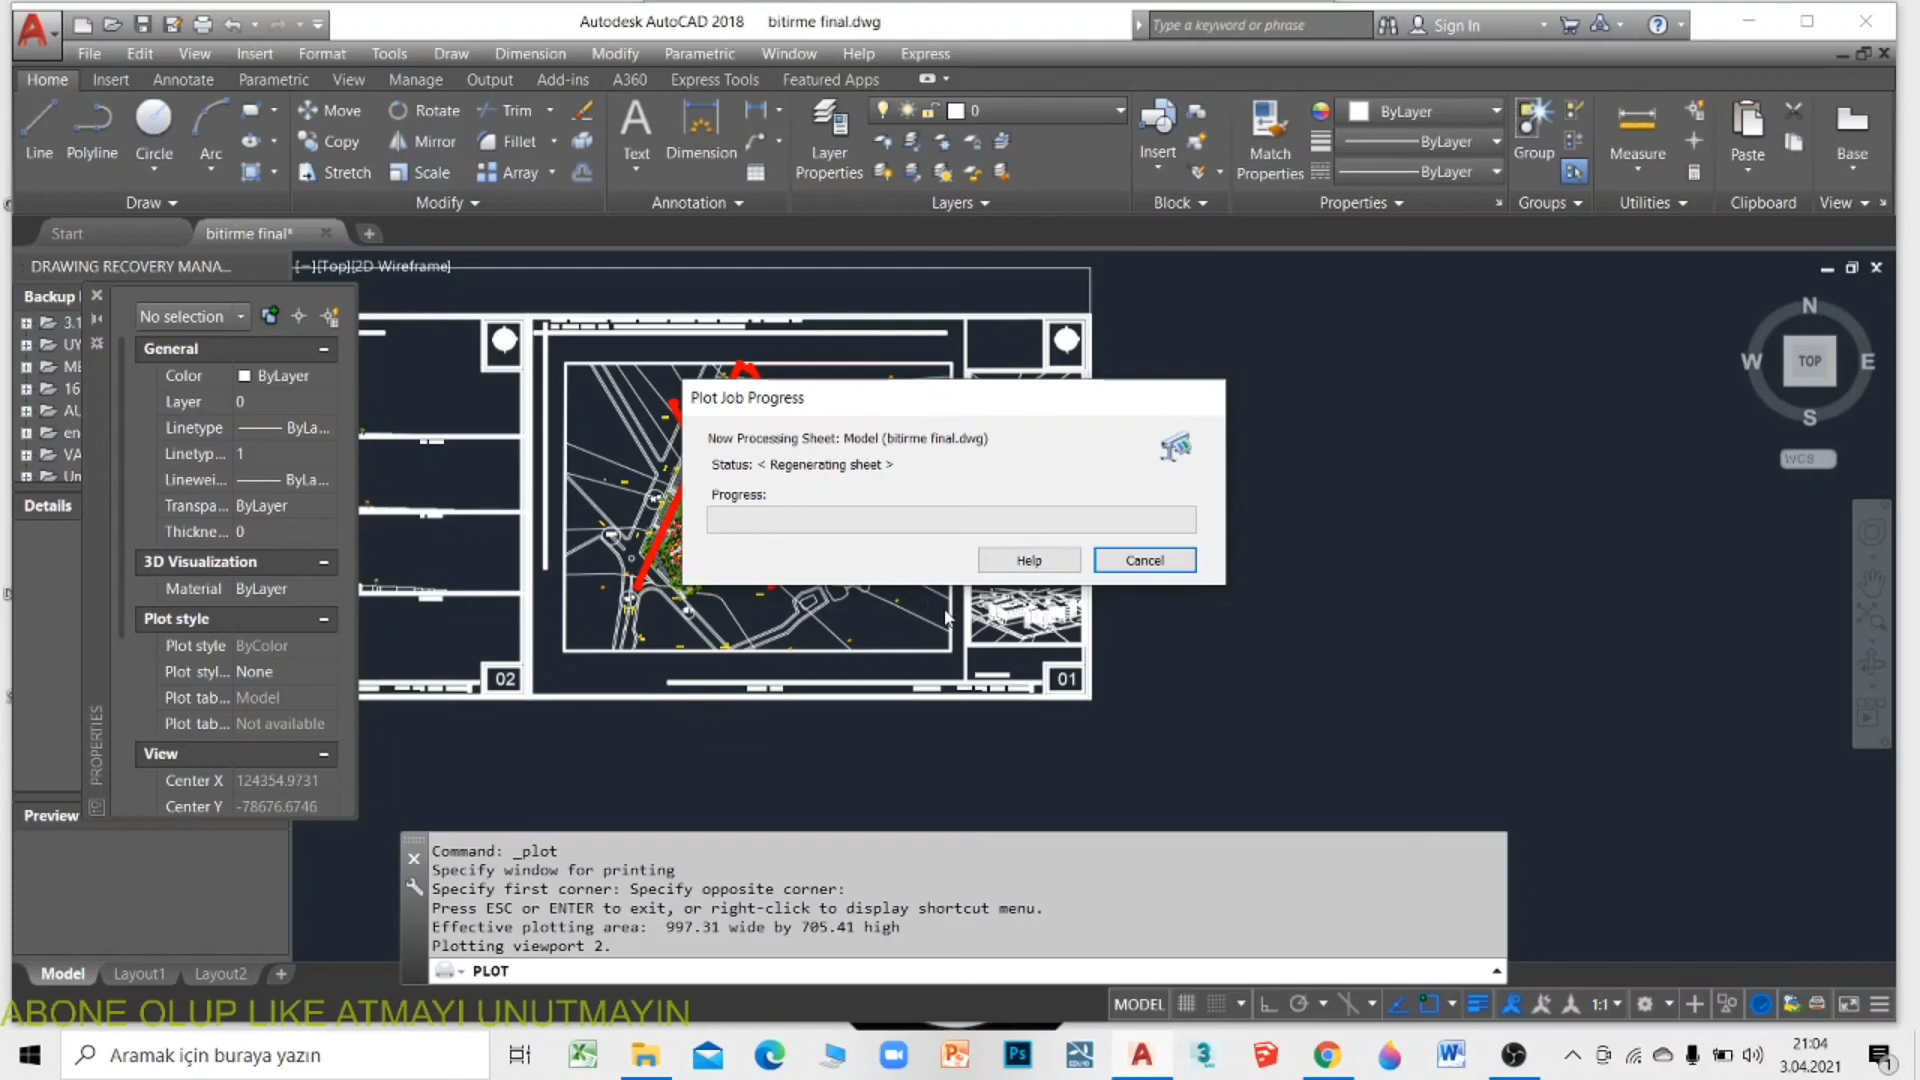 Autodesk AutoCAD 2018 bitirme final.dwg
Type a keyword or phrase
Sign In
File Edit View Insert Format Tools Draw Dimension Modify Parametric Window Help Express
Home Insert Annotate Parametric View Manage Output Add-ins A360 Express Tools Featured Apps
Line Polyline Circle Arc
Move Rotate Trim
Copy Mirror Fillet
Stretch Scale Array
Text Dimension
Layer Properties
0
Insert
Match Properties
ByLayer
ByLayer
ByLayer
Group
Measure
Paste
Base
Draw Modify Annotation Layers Block Properties Groups Utilities Clipboard View
Start bitirme final*
DRAWING RECOVERY MANA...
[−][Top][2D Wireframe]
Backup
3.1
UY
16
AU
en
VA
Un
Details
Preview
No selection
General
Color ByLayer
Layer 0
Linetype ByLa...
Linetyp... 1
Linewei... ByLa...
Transpa... ByLayer
Thickne... 0
3D Visualization
Material ByLayer
Plot style
Plot style ByColor
Plot styl... None
Plot tab... Model
Plot tab... Not available
View
Center X 124354.9731
Center Y -78676.6746
PROPERTIES
02
01
N
W TOP E
S
WCS
Plot Job Progress
Now Processing Sheet: Model (bitirme final.dwg)
Status: < Regenerating sheet >
Progress:
Help Cancel
Command: _plot
Specify window for printing
Specify first corner: Specify opposite corner:
Press ESC or ENTER to exit, or right-click to display shortcut menu.
Effective plotting area: 997.31 wide by 705.41 high
Plotting viewport 2.
PLOT
Model Layout1 Layout2
MODEL 1:1
ABONE OLUP LIKE ATMAYI UNUTMAYIN
Aramak için buraya yazın
21:04
3.04.2021